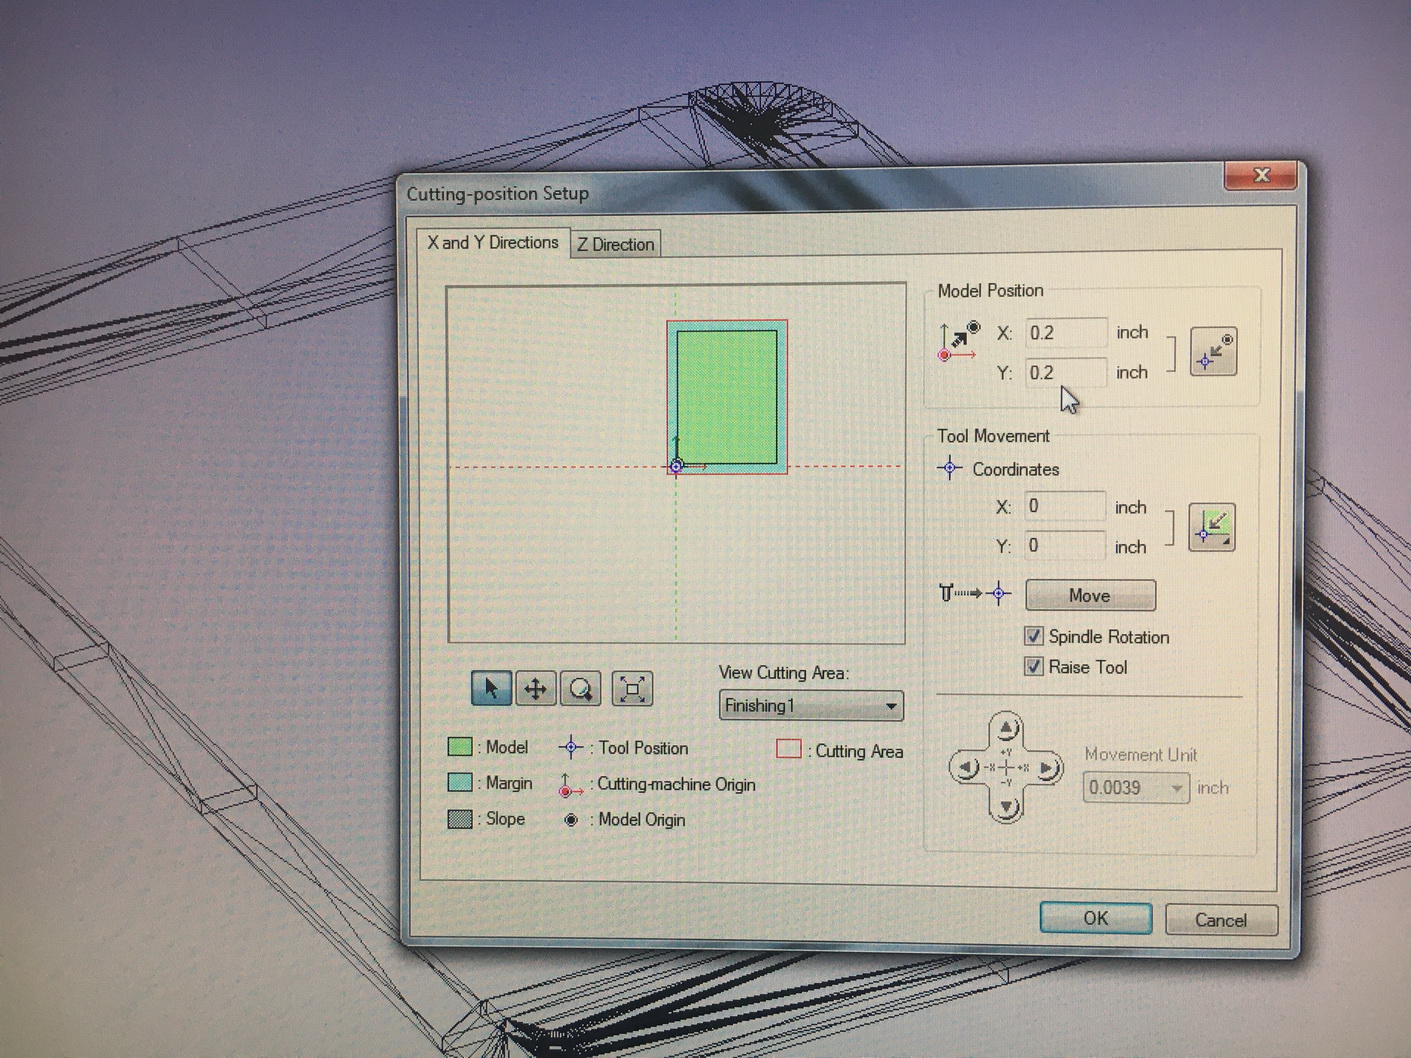 Cutting-position Setup
X and Y Directions
Z Direction
Model Position
X: 0.2 inch
Y: 0.2 inch
Tool Movement
Coordinates
X: 0 inch
Y: 0 inch
Move
Spindle Rotation
Raise Tool
+Y
-X +X
-Y
Movement Unit
0.0039 inch
View Cutting Area:
Finishing1
: Model
: Tool Position
: Cutting Area
: Margin
: Cutting-machine Origin
: Slope
: Model Origin
OK
Cancel